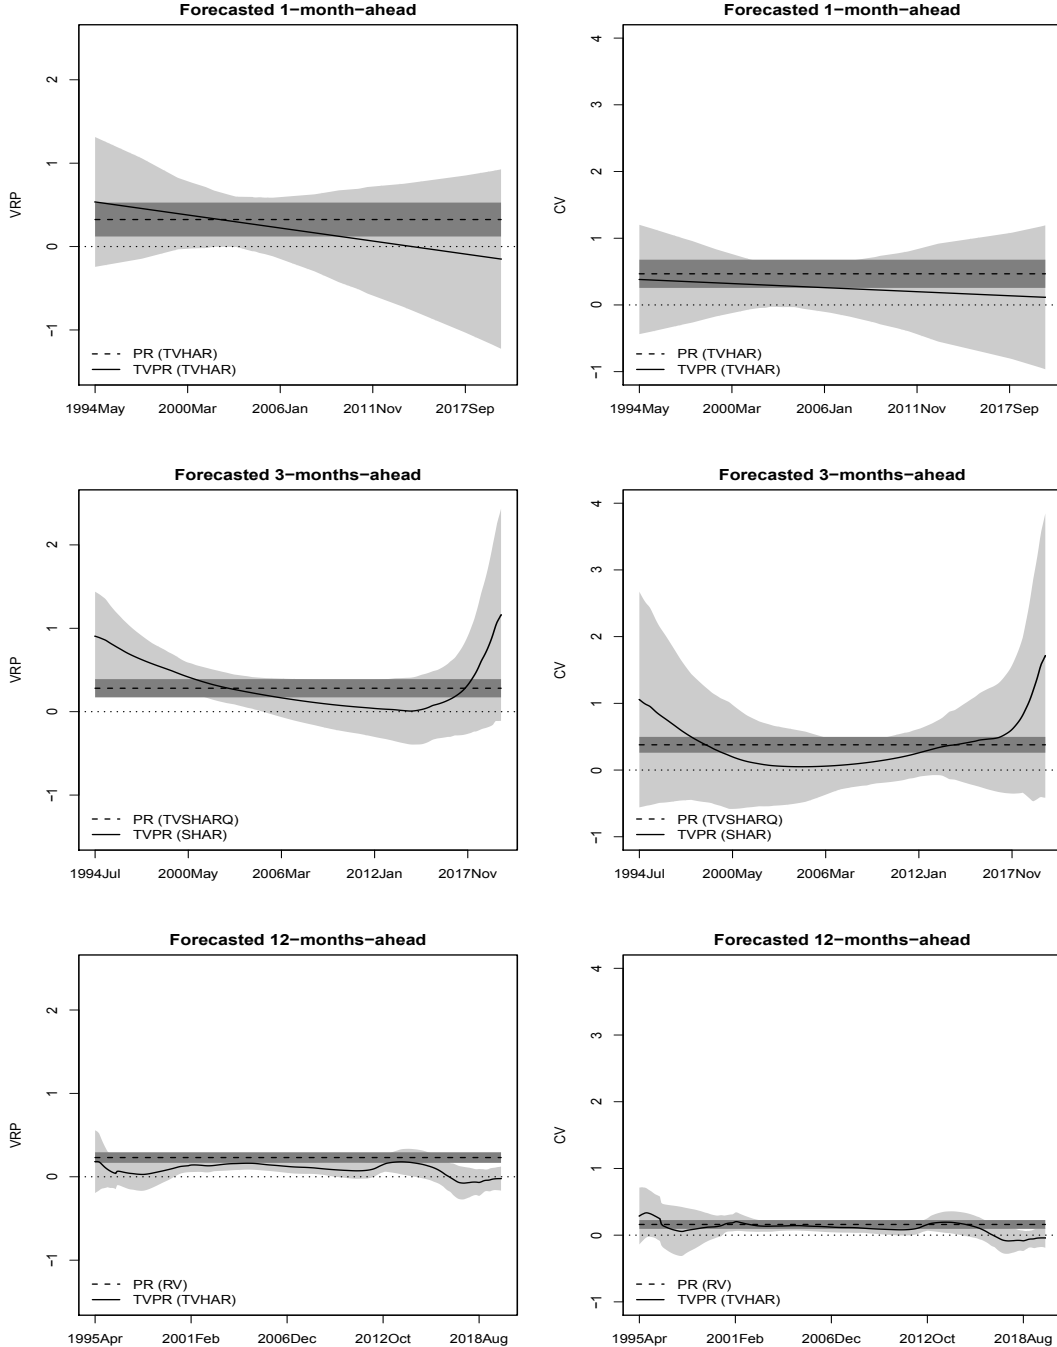 Forecasted 1−month−ahead
VRP
2
1
0
−1
PR (TVHAR)
TVPR (TVHAR)
1994May 2000Mar 2006Jan 2011Nov 2017Sep
Forecasted 1−month−ahead
CV
4
3
2
1
0
−1
PR (TVHAR)
TVPR (TVHAR)
1994May 2000Mar 2006Jan 2011Nov 2017Sep
Forecasted 3−months−ahead
VRP
2
1
0
−1
PR (TVSHARQ)
TVPR (SHAR)
1994Jul 2000May 2006Mar 2012Jan 2017Nov
Forecasted 3−months−ahead
CV
4
3
2
1
0
−1
PR (TVSHARQ)
TVPR (SHAR)
1994Jul 2000May 2006Mar 2012Jan 2017Nov
Forecasted 12−months−ahead
VRP
2
1
0
−1
PR (RV)
TVPR (TVHAR)
1995Apr 2001Feb 2006Dec 2012Oct 2018Aug
Forecasted 12−months−ahead
CV
4
3
2
1
0
−1
PR (RV)
TVPR (TVHAR)
1995Apr 2001Feb 2006Dec 2012Oct 2018Aug